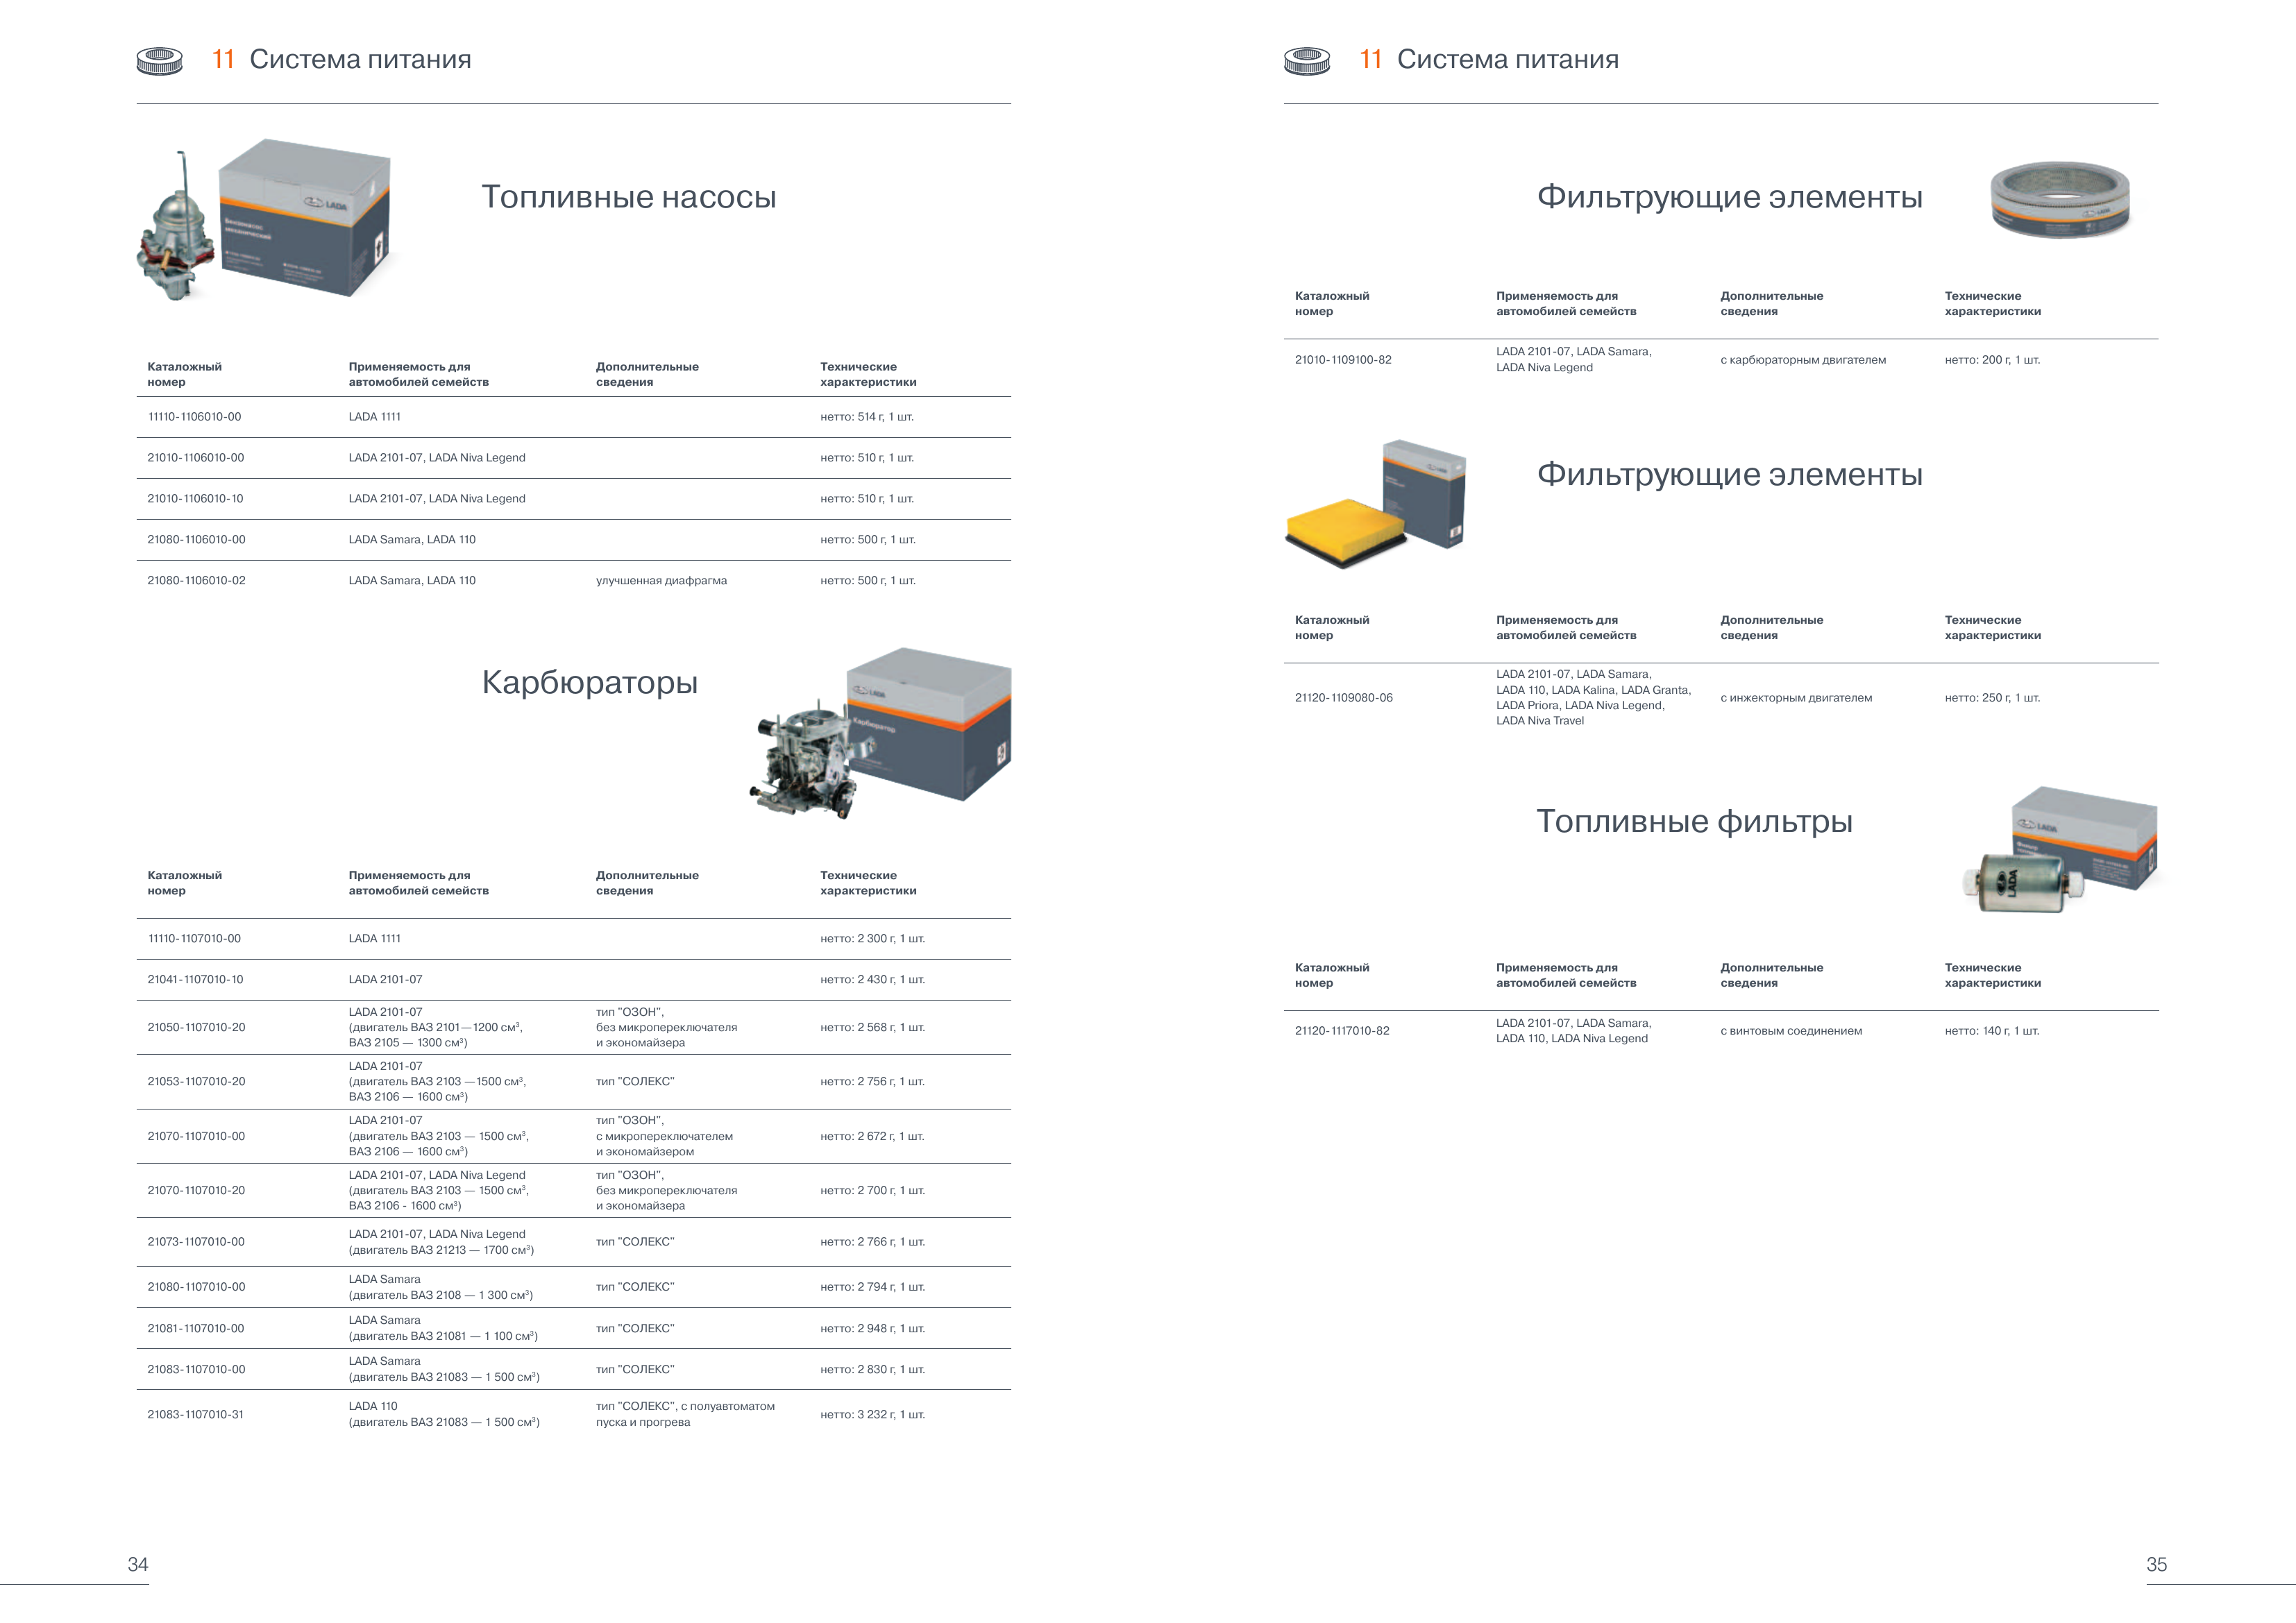 11 Система питания
Топливные насосы
LADA
Каталожный
номер
Применяемость для
автомобилей семейств
Дополнительные
сведения
Технические
характеристики
11110-1106010-00 LADA 1111 нетто: 514 г, 1 шт.
21010-1106010-00 LADA 2101-07, LADA Niva Legend нетто: 510 г, 1 шт.
21010-1106010-10 LADA 2101-07, LADA Niva Legend нетто: 510 г, 1 шт.
21080-1106010-00 LADA Samara, LADA 110 нетто: 500 г, 1 шт.
21080-1106010-02 LADA Samara, LADA 110 улучшенная диафрагма нетто: 500 г, 1 шт.
Карбюраторы
LADA
Карбюратор
Каталожный
номер
Применяемость для
автомобилей семейств
Дополнительные
сведения
Технические
характеристики
11110-1107010-00 LADA 1111 нетто: 2 300 г, 1 шт.
21041-1107010-10 LADA 2101-07 нетто: 2 430 г, 1 шт.
21050-1107010-20
LADA 2101-07
(двигатель ВАЗ 2101—1200 см³,
ВАЗ 2105 — 1300 см³)
тип "ОЗОН",
без микропереключателя
и экономайзера
нетто: 2 568 г, 1 шт.
21053-1107010-20
LADA 2101-07
(двигатель ВАЗ 2103 —1500 см³,
ВАЗ 2106 — 1600 см³)
тип "СОЛЕКС"
нетто: 2 756 г, 1 шт.
21070-1107010-00
LADA 2101-07
(двигатель ВАЗ 2103 — 1500 см³,
ВАЗ 2106 — 1600 см³)
тип "ОЗОН",
с микропереключателем
и экономайзером
нетто: 2 672 г, 1 шт.
21070-1107010-20
LADA 2101-07, LADA Niva Legend
(двигатель ВАЗ 2103 — 1500 см³,
ВАЗ 2106 - 1600 см³)
тип "ОЗОН",
без микропереключателя
и экономайзера
нетто: 2 700 г, 1 шт.
21073-1107010-00
LADA 2101-07, LADA Niva Legend
(двигатель ВАЗ 21213 — 1700 см³)
тип "СОЛЕКС"
нетто: 2 766 г, 1 шт.
21080-1107010-00
LADA Samara
(двигатель ВАЗ 2108 — 1 300 см³)
тип "СОЛЕКС"
нетто: 2 794 г, 1 шт.
21081-1107010-00
LADA Samara
(двигатель ВАЗ 21081 — 1 100 см³)
тип "СОЛЕКС"
нетто: 2 948 г, 1 шт.
21083-1107010-00
LADA Samara
(двигатель ВАЗ 21083 — 1 500 см³)
тип "СОЛЕКС"
нетто: 2 830 г, 1 шт.
21083-1107010-31
LADA 110
(двигатель ВАЗ 21083 — 1 500 см³)
тип "СОЛЕКС", с полуавтоматом
пуска и прогрева
нетто: 3 232 г, 1 шт.
34
11 Система питания
Фильтрующие элементы
Каталожный
номер
Применяемость для
автомобилей семейств
Дополнительные
сведения
Технические
характеристики
21010-1109100-82
LADA 2101-07, LADA Samara,
LADA Niva Legend
с карбюраторным двигателем
нетто: 200 г, 1 шт.
Фильтрующие элементы
Каталожный
номер
Применяемость для
автомобилей семейств
Дополнительные
сведения
Технические
характеристики
21120-1109080-06
LADA 2101-07, LADA Samara,
LADA 110, LADA Kalina, LADA Granta,
LADA Priora, LADA Niva Legend,
LADA Niva Travel
с инжекторным двигателем
нетто: 250 г, 1 шт.
Топливные фильтры
LADA
LADA
Каталожный
номер
Применяемость для
автомобилей семейств
Дополнительные
сведения
Технические
характеристики
21120-1117010-82
LADA 2101-07, LADA Samara,
LADA 110, LADA Niva Legend
с винтовым соединением
нетто: 140 г, 1 шт.
35